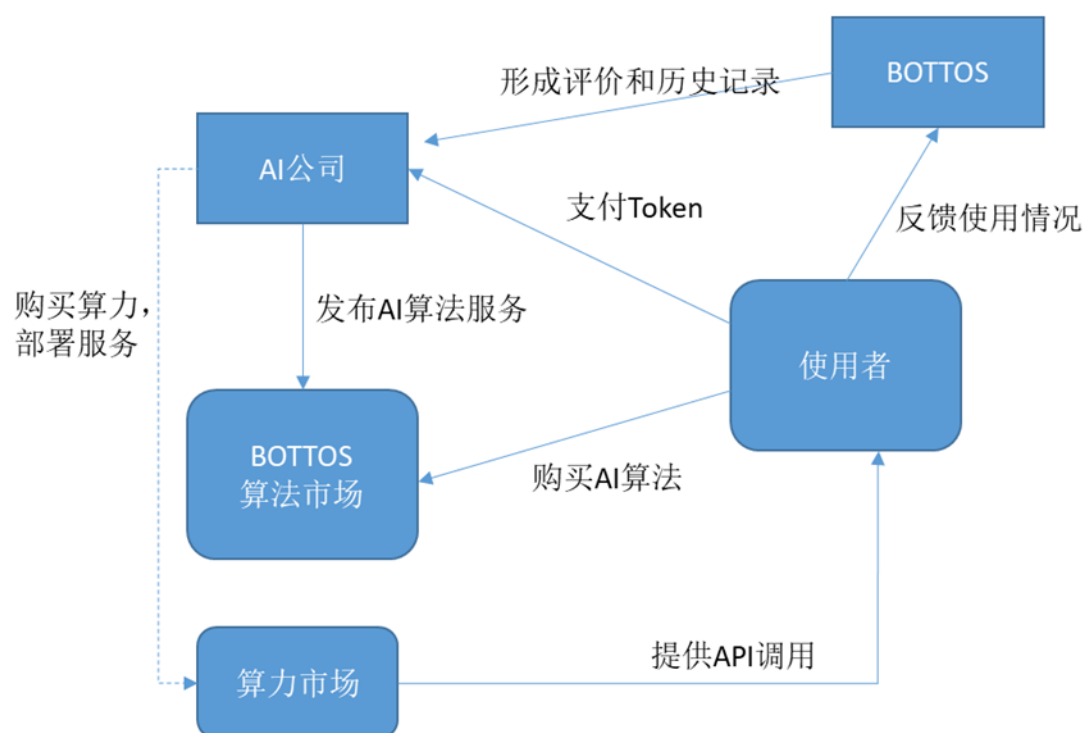 BOTTOS
形成评价和历史记录
AI公司
支付Token
反馈使用情况
购买算力，
部署服务
发布AI算法服务
使用者
BOTTOS
算法市场
购买AI算法
提供API调用
算力市场